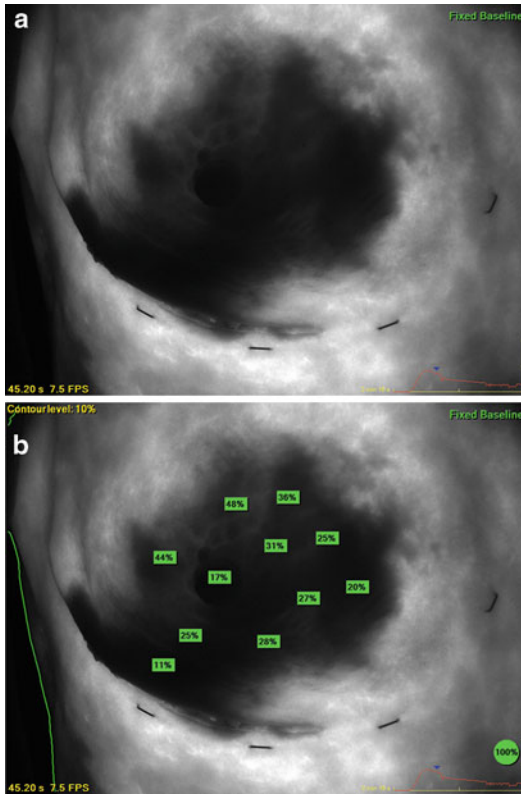 a
Fixed Baseline
45.20 s 7.5 FPS
Contour level: 10%
b
Fixed Baseline
48%
36%
31%
25%
44%
17%
27%
20%
25%
28%
11%
100%
45.20 s 7.5 FPS